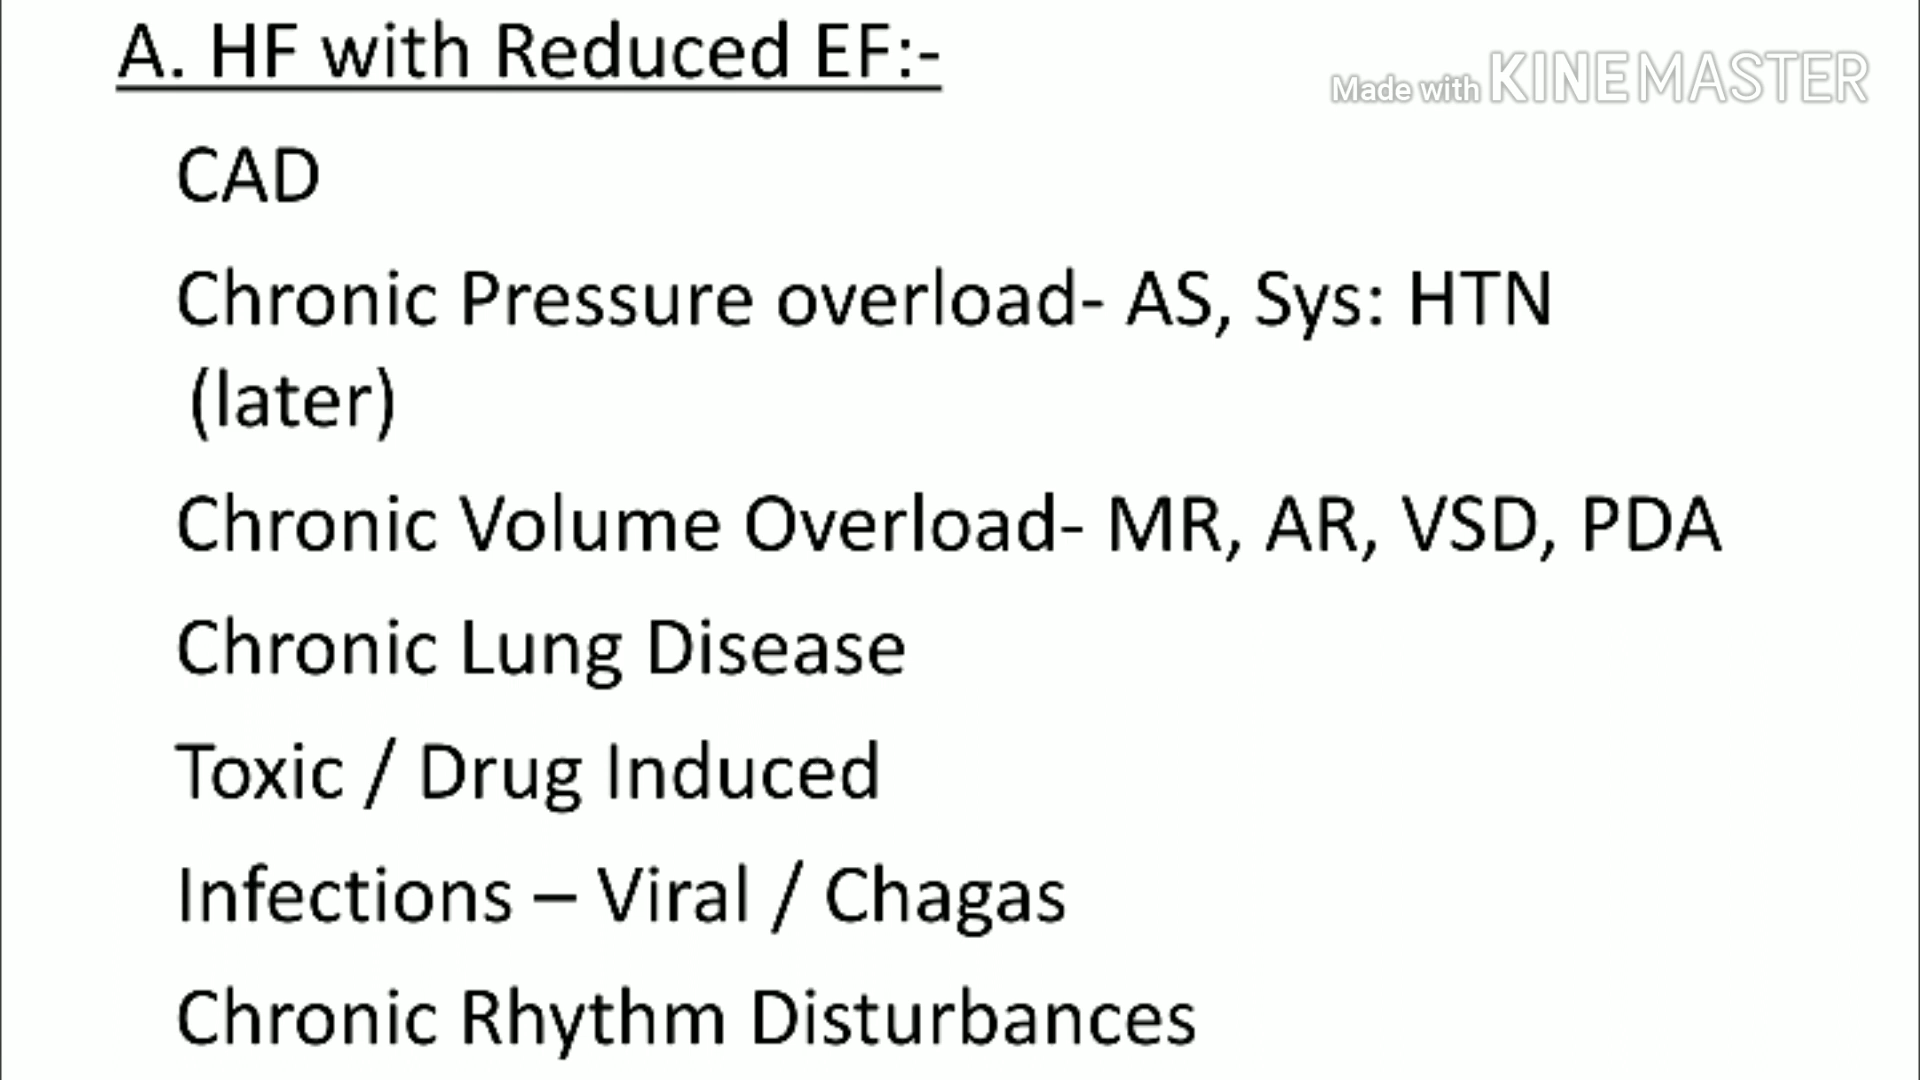 A. HF with Reduced EF:-
Made with KINEMASTER
CAD
Chronic Pressure overload- AS, Sys: HTN
(later)
Chronic Volume Overload- MR, AR, VSD, PDA
Chronic Lung Disease
Toxic / Drug Induced
Infections – Viral / Chagas
Chronic Rhythm Disturbances